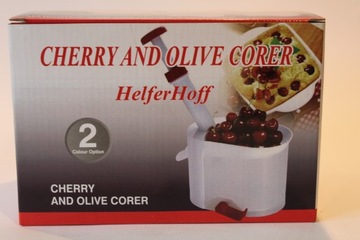 CHERRY AND OLIVE CORER
HelferHoff
2
Colour Option
CHERRY
AND OLIVE CORER